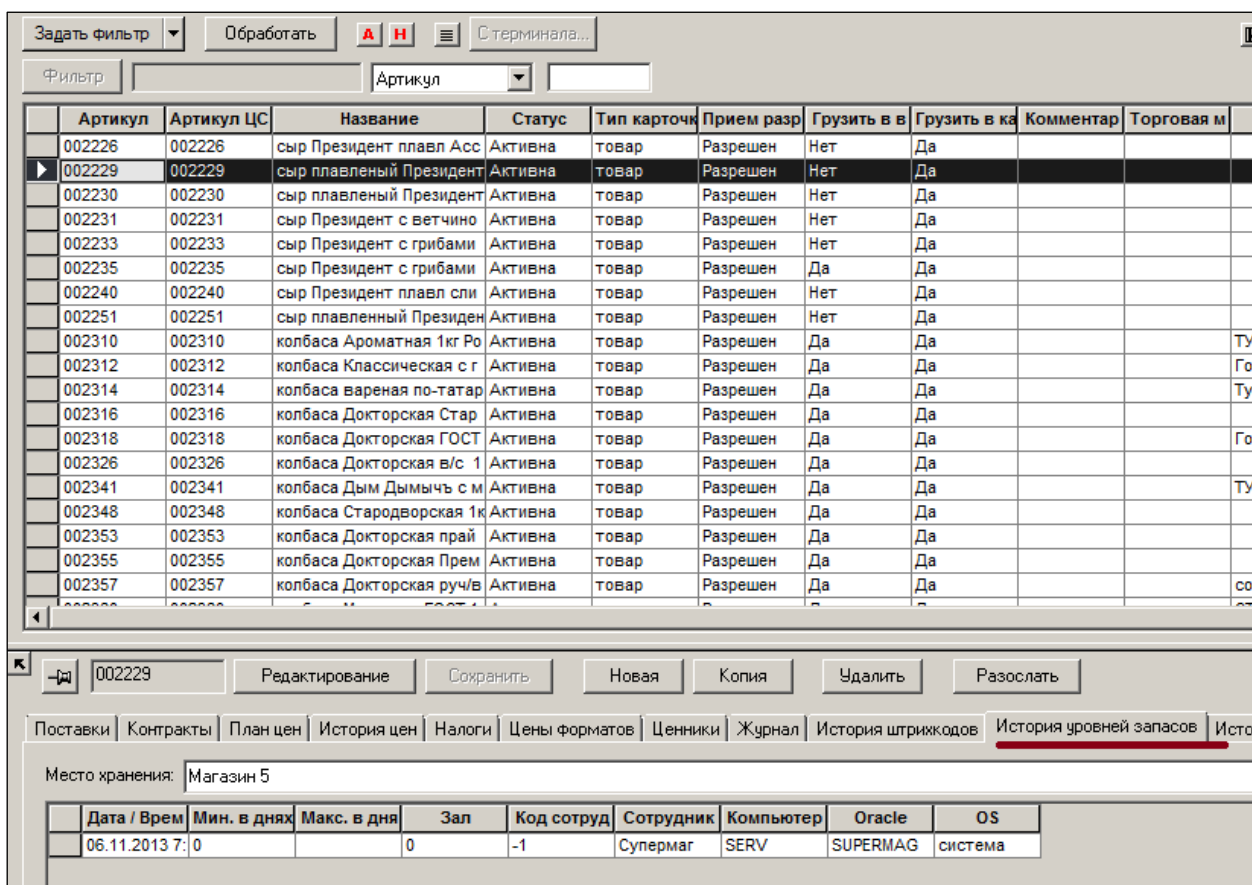 Задать фильтр Обработать А Н С терминала...
Фильтр Артикул
Артикул Артикул ЦС Название Статус Тип карточк Прием разр Грузить в в Грузить в ка Комментар Торговая м
002226 002226 сыр Президент плавл Асс Активна товар Разрешен Нет Да
002229 002229 сыр плавленый Президент Активна товар Разрешен Нет Да
002230 002230 сыр плавленый Президент Активна товар Разрешен Нет Да
002231 002231 сыр Президент с ветчино Активна товар Разрешен Нет Да
002233 002233 сыр Президент с грибами Активна товар Разрешен Нет Да
002235 002235 сыр Президент с грибами Активна товар Разрешен Да Да
002240 002240 сыр Президент плавл сли Активна товар Разрешен Нет Да
002251 002251 сыр плавленный Президен Активна товар Разрешен Нет Да
002310 002310 колбаса Ароматная 1кг Ро Активна товар Разрешен Да Да ТУ
002312 002312 колбаса Классическая с г Активна товар Разрешен Да Да Го
002314 002314 колбаса вареная по-татар Активна товар Разрешен Да Да Ту
002316 002316 колбаса Докторская Стар Активна товар Разрешен Да Да
002318 002318 колбаса Докторская ГОСТ Активна товар Разрешен Да Да Го
002326 002326 колбаса Докторская в/с 1 Активна товар Разрешен Да Да
002341 002341 колбаса Дым Дымычъ с м Активна товар Разрешен Да Да ТУ
002348 002348 колбаса Стародворская 1к Активна товар Разрешен Да Да
002353 002353 колбаса Докторская прай Активна товар Разрешен Да Да
002355 002355 колбаса Докторская Прем Активна товар Разрешен Да Да
002357 002357 колбаса Докторская руч/в Активна товар Разрешен Да Да со
002229 Редактирование Сохранить Новая Копия Удалить Разослать
Поставки Контракты План цен История цен Налоги Цены форматов Ценники Журнал История штрихкодов История уровней запасов Исто
Место хранения: Магазин 5
Дата / Врем Мин. в днях Макс. в дня Зал Код сотруд Сотрудник Компьютер Oracle OS
06.11.2013 7: 0 0 -1 Супермаг SERV SUPERMAG система